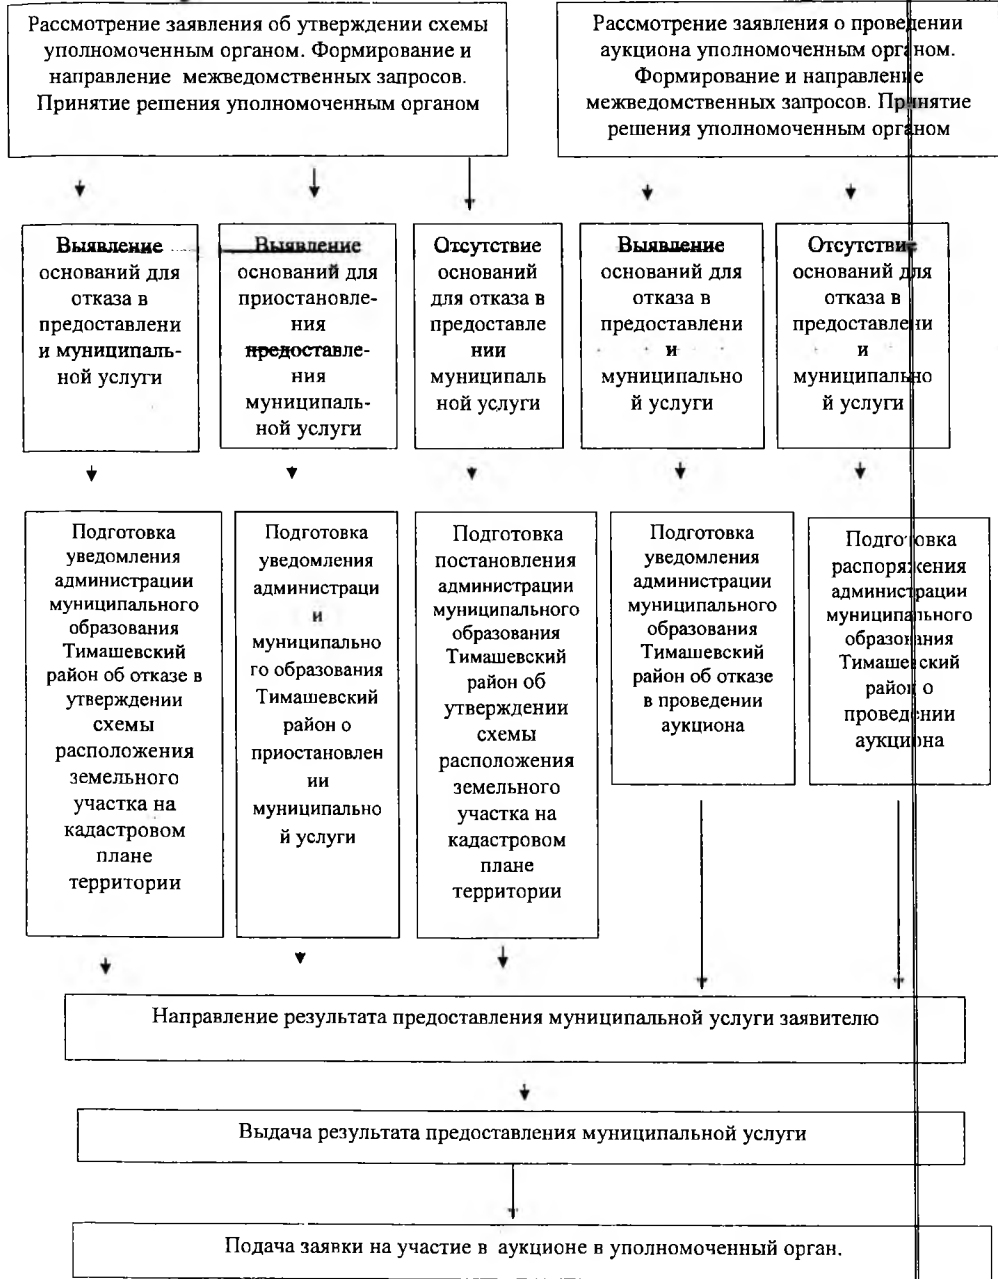 Рассмотрение заявления об утверждении схемы
уполномоченным органом. Формирование и
направление межведомственных запросов.
Принятие решения уполномоченным органом
Рассмотрение заявления о проведении
аукциона уполномоченным органом.
Формирование и направление
межведомственных запросов. Принятие
решения уполномоченным органом
Выявление
оснований для
отказа в
предоставлени
и муниципаль-
ной услуги
Выявление
оснований для
приостановле-
ния
предоставле-
ния
муниципаль-
ной услуги
Отсутствие
оснований
для отказа в
предоставле
нии
муниципаль
ной услуги
Выявление
оснований для
отказа в
предоставлени
и
муниципально
й услуги
Отсутствие
оснований для
отказа в
предоставлени
и
муниципально
й услуги
Подготовка
уведомления
администрации
муниципального
образования
Тимашевский
район об отказе в
утверждении
схемы
расположения
земельного
участка на
кадастровом
плане
территории
Подготовка
уведомления
администраци
и
муниципально
го образования
Тимашевский
район о
приостановлен
ии
муниципально
й услуги
Подготовка
постановления
администрации
муниципального
образования
Тимашевский
район об
утверждении
схемы
расположения
земельного
участка на
кадастровом
плане
территории
Подготовка
уведомления
администрации
муниципального
образования
Тимашевский
район об отказе
в проведении
аукциона
Подготовка
распоряжения
администрации
муниципального
образования
Тимашевский
район о
проведении
аукциона
Направление результата предоставления муниципальной услуги заявителю
Выдача результата предоставления муниципальной услуги
Подача заявки на участие в аукционе в уполномоченный орган.